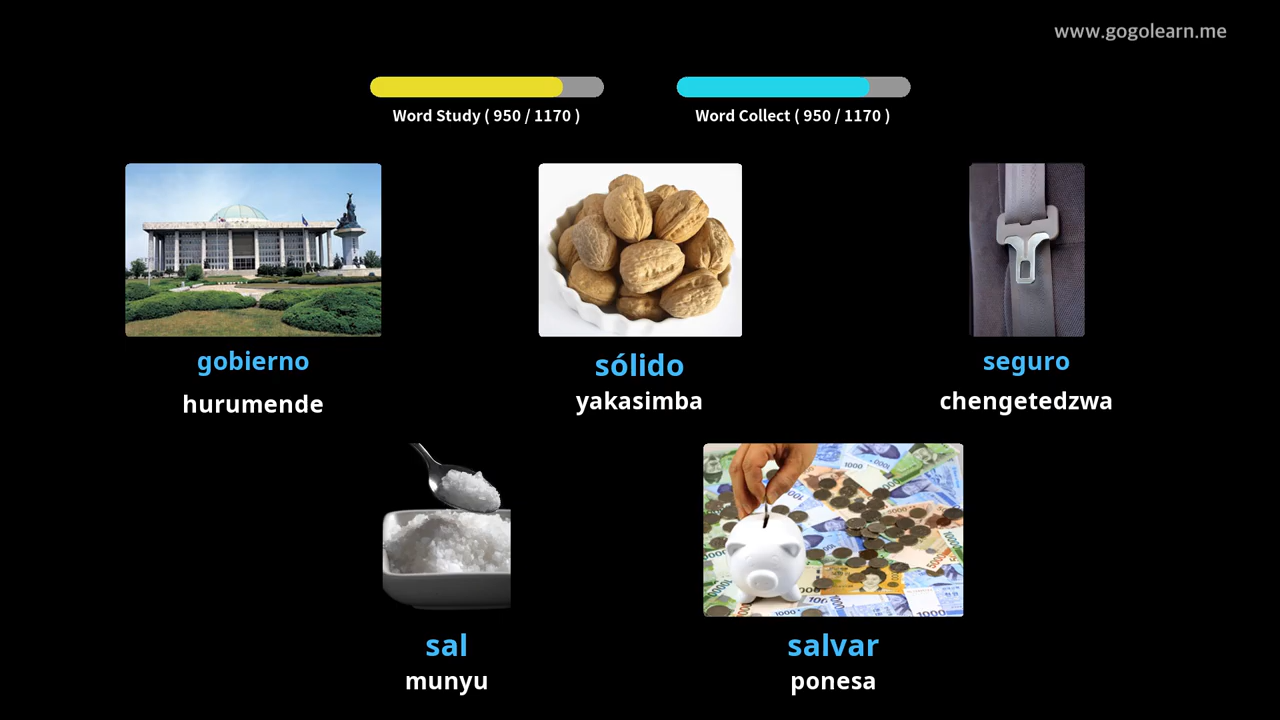 www.gogolearn.me
Word Study ( 950 / 1170 )
Word Collect ( 950 / 1170 )
gobierno
hurumende
sólido
yakasimba
seguro
chengetedzwa
sal
munyu
salvar
ponesa